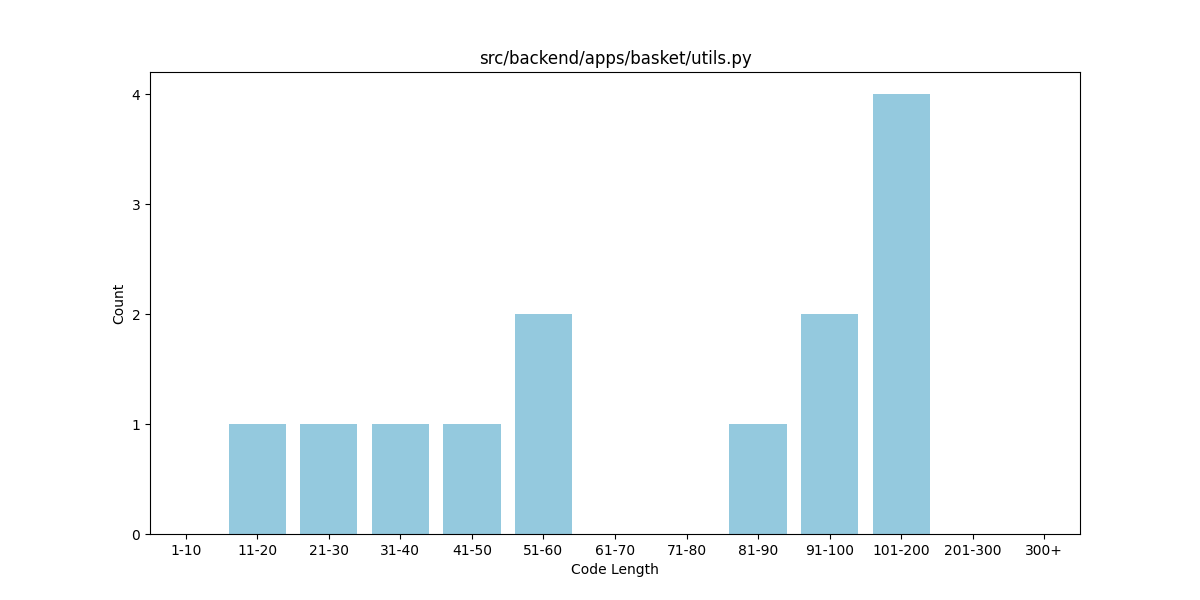 src/backend/apps/basket/utils.py
4
3
2
1
0
Count
1-10 11-20 21-30 31-40 41-50 51-60 61-70 71-80 81-90 91-100 101-200 201-300 300+
Code Length